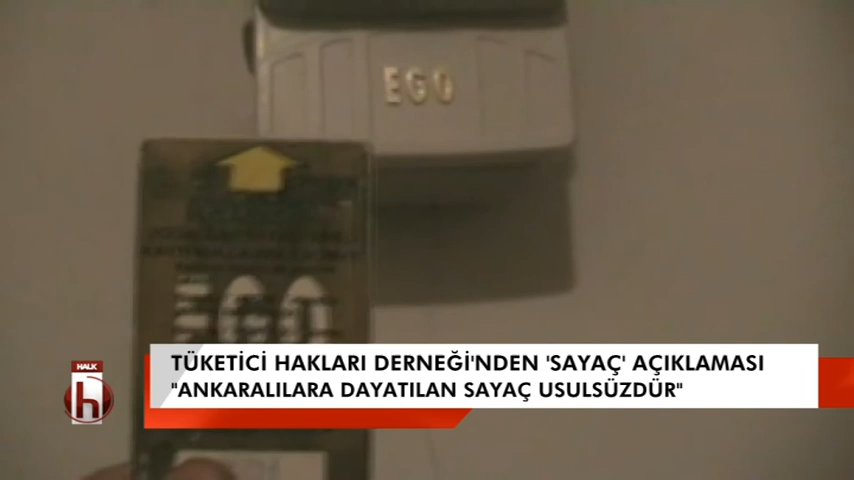 EGO
EGO
HALK
h
TÜKETİCİ HAKLARI DERNEĞİ'NDEN 'SAYAÇ' AÇIKLAMASI
"ANKARALILARA DAYATILAN SAYAÇ USULSÜZDÜR"